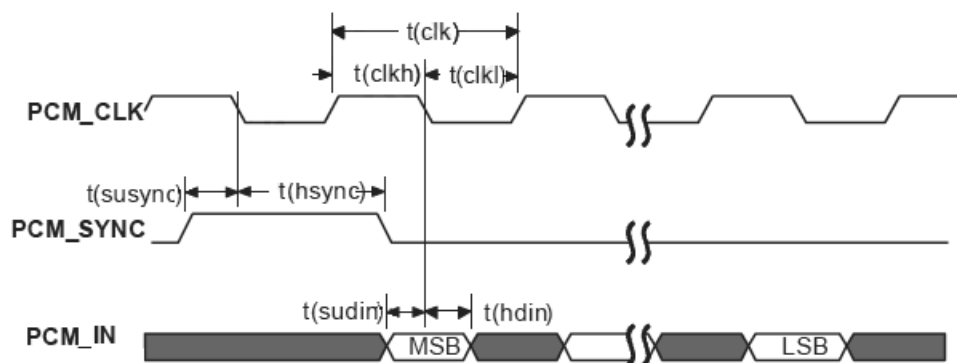 t(clk)
t(clkh) t(clkl)
PCM_CLK
t(susync) t(hsync)
PCM_SYNC
t(sudin) t(hdin)
PCM_IN MSB LSB